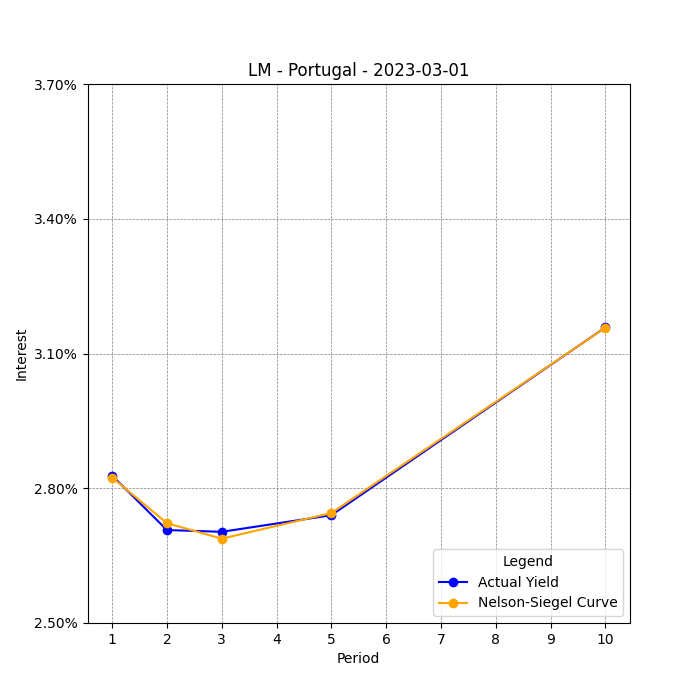 LM - Portugal - 2023-03-01
3.70%
3.40%
3.10%
2.80%
2.50%
Interest
1 2 3 4 5 6 7 8 9 10
Period
Legend
Actual Yield
Nelson-Siegel Curve